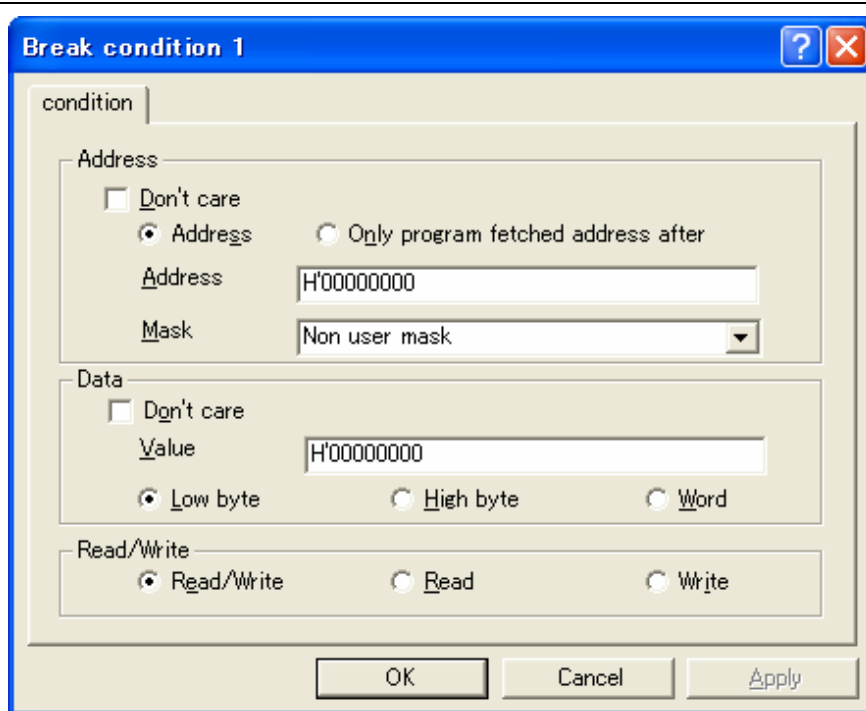 Break condition 1
condition
Address
Don't care
Address Only program fetched address after
Address H'00000000
Mask Non user mask
Data
Don't care
Value H'00000000
Low byte High byte Word
Read/Write
Read/Write Read Write
OK Cancel Apply